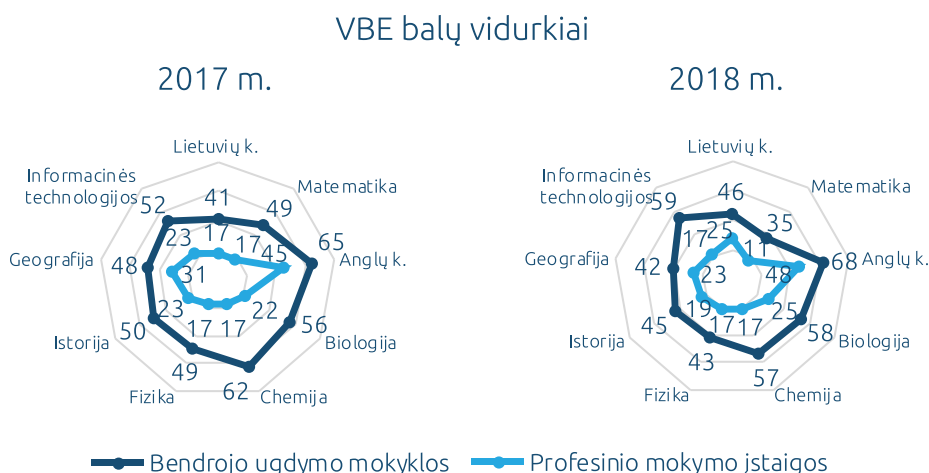 VBE balų vidurkiai
2017 m.
Lietuvių k.
Matematika
Anglų k.
Biologija
Chemija
Fizika
Istorija
Geografija
Informacinės
technologijos
41
49
65
56
62
49
50
48
52
17
17
45
22
17
17
23
31
23
2018 m.
Lietuvių k.
Matematika
Anglų k.
Biologija
Chemija
Fizika
Istorija
Geografija
Informacinės
technologijos
46
35
68
58
57
43
45
42
59
25
11
48
25
17
17
19
23
17
Bendrojo ugdymo mokyklos
Profesinio mokymo įstaigos